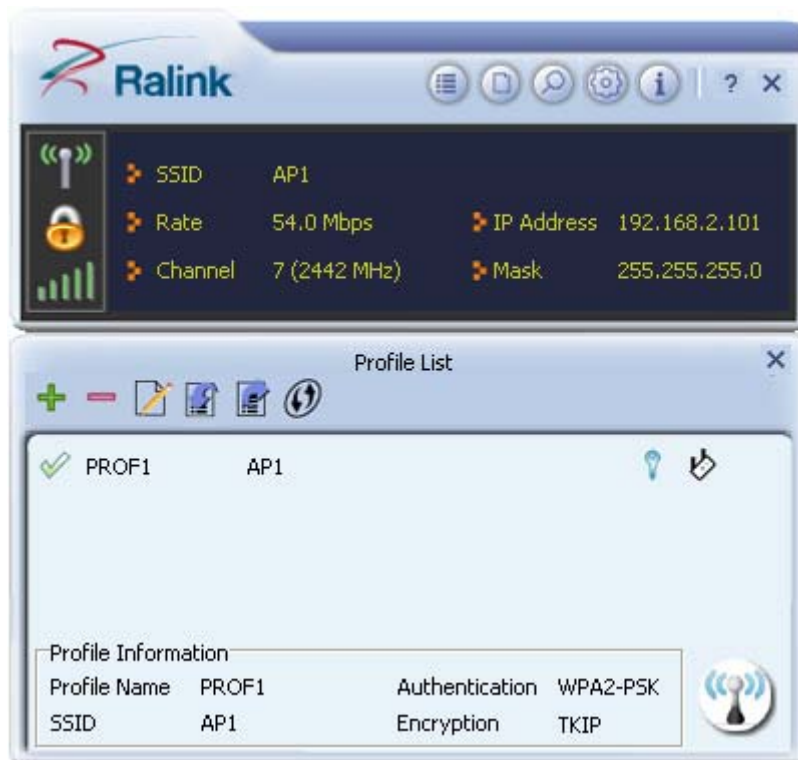 Ralink
i ? ×
SSID AP1
Rate 54.0 Mbps IP Address 192.168.2.101
Channel 7 (2442 MHz) Mask 255.255.255.0
Profile List
PROF1 AP1
Profile Information
Profile Name PROF1 Authentication WPA2-PSK
SSID AP1 Encryption TKIP